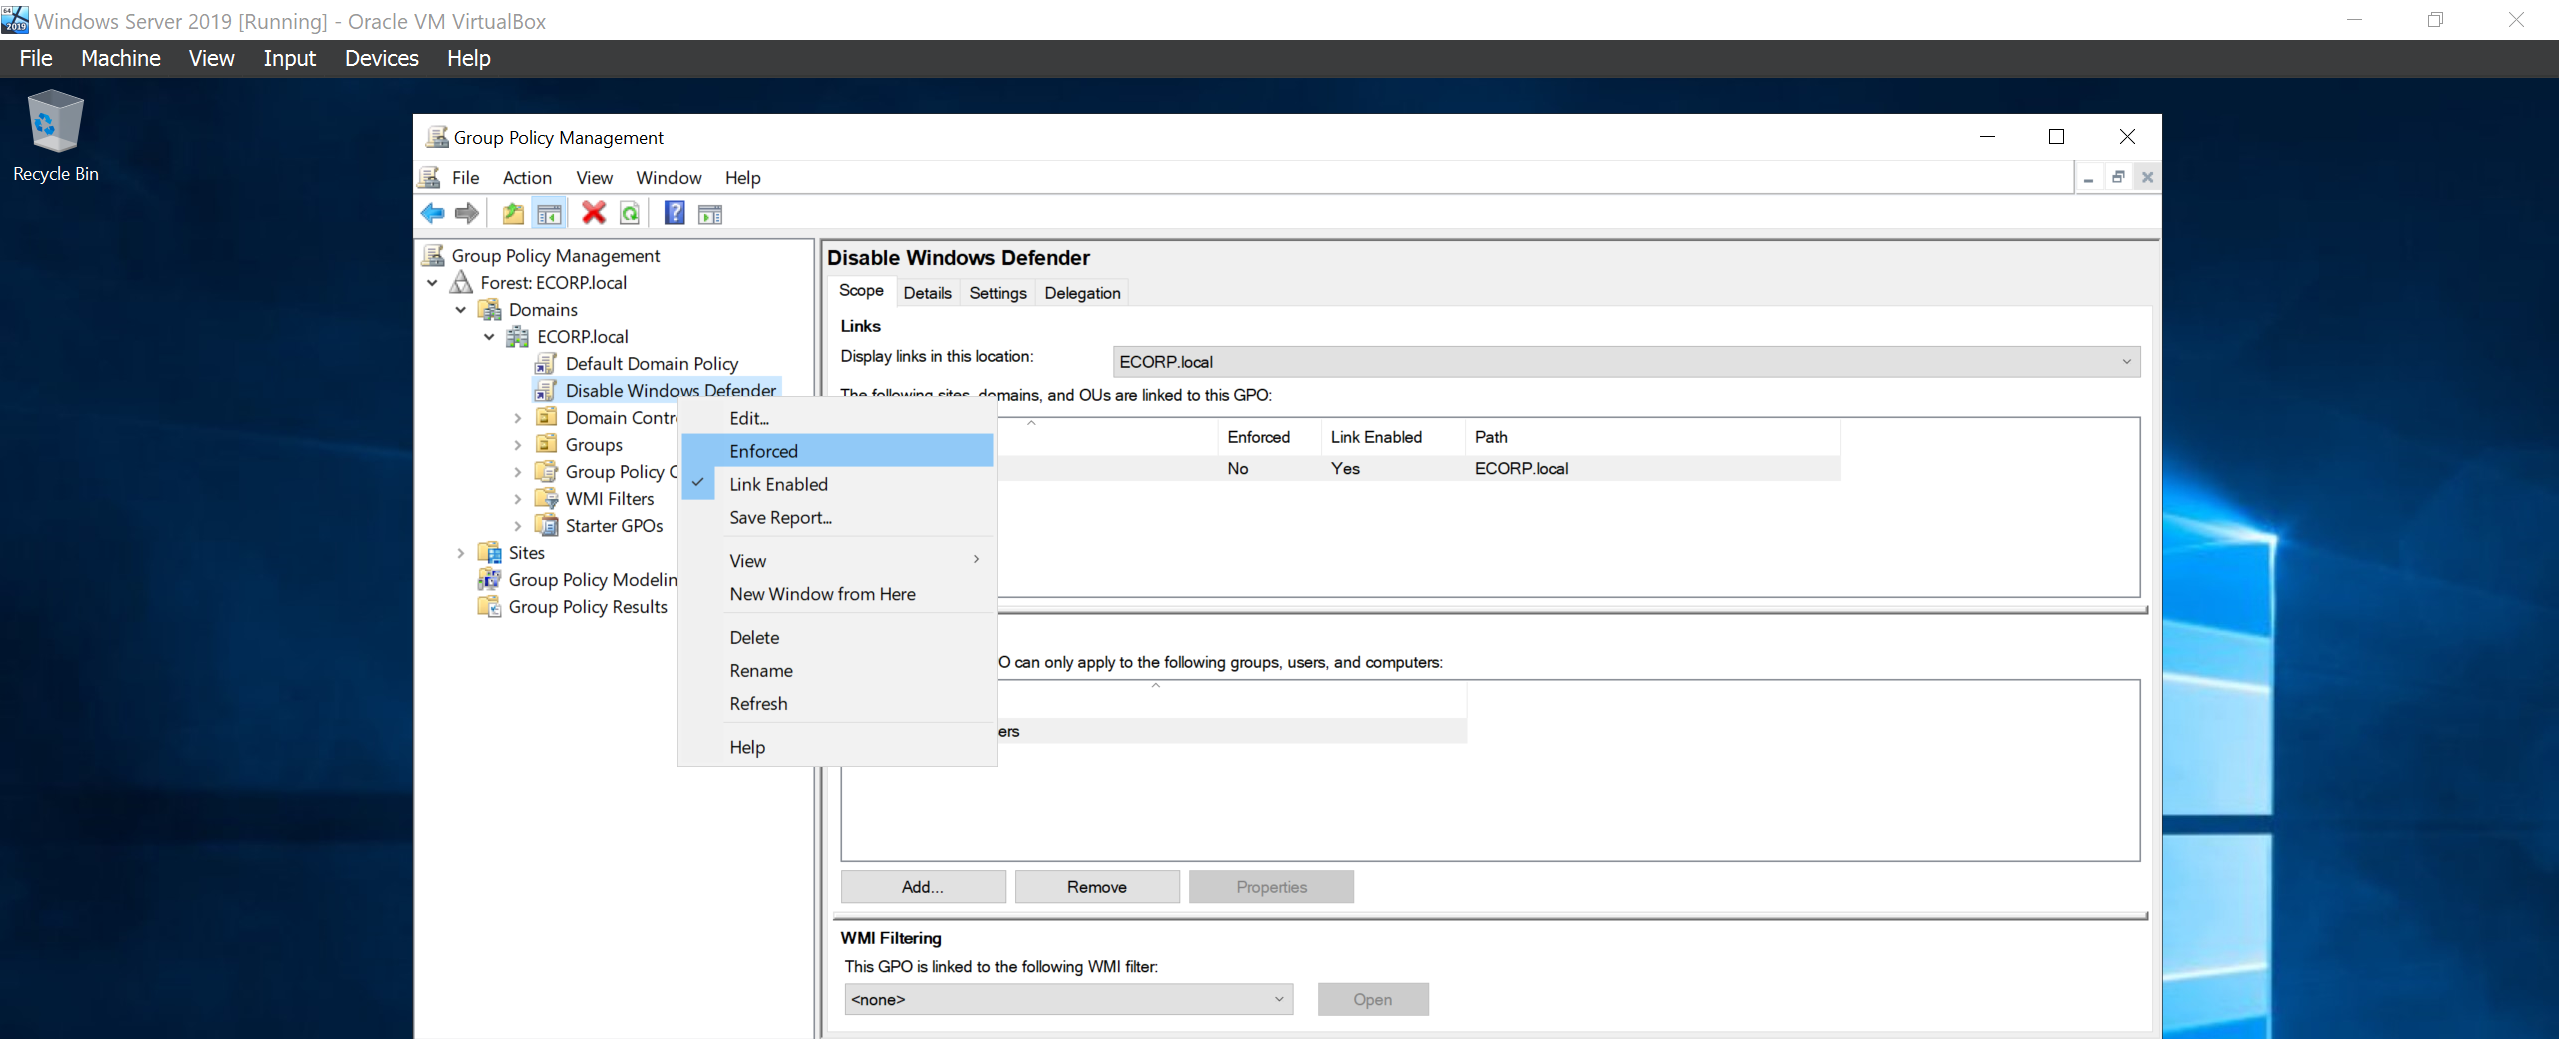 Windows Server 2019 [Running] - Oracle VM VirtualBox
File Machine View Input Devices Help
Recycle Bin
Group Policy Management
File Action View Window Help
Group Policy Management
Forest: ECORP.local
Domains
ECORP.local
Default Domain Policy
Disable Windows Defender
Domain Contr
Groups
Group Policy
WMI Filters
Starter GPOs
Sites
Group Policy Modelin
Group Policy Results
Edit...
Enforced
Link Enabled
Save Report...
View
New Window from Here
Delete
Rename
Refresh
Help
Disable Windows Defender
Scope Details Settings Delegation
Links
Display links in this location:
ECORP.local
The following sites, domains, and OUs are linked to this GPO:
Enforced Link Enabled Path
No Yes ECORP.local
O can only apply to the following groups, users, and computers:
ers
Add... Remove Properties
WMI Filtering
This GPO is linked to the following WMI filter:
<none>
Open